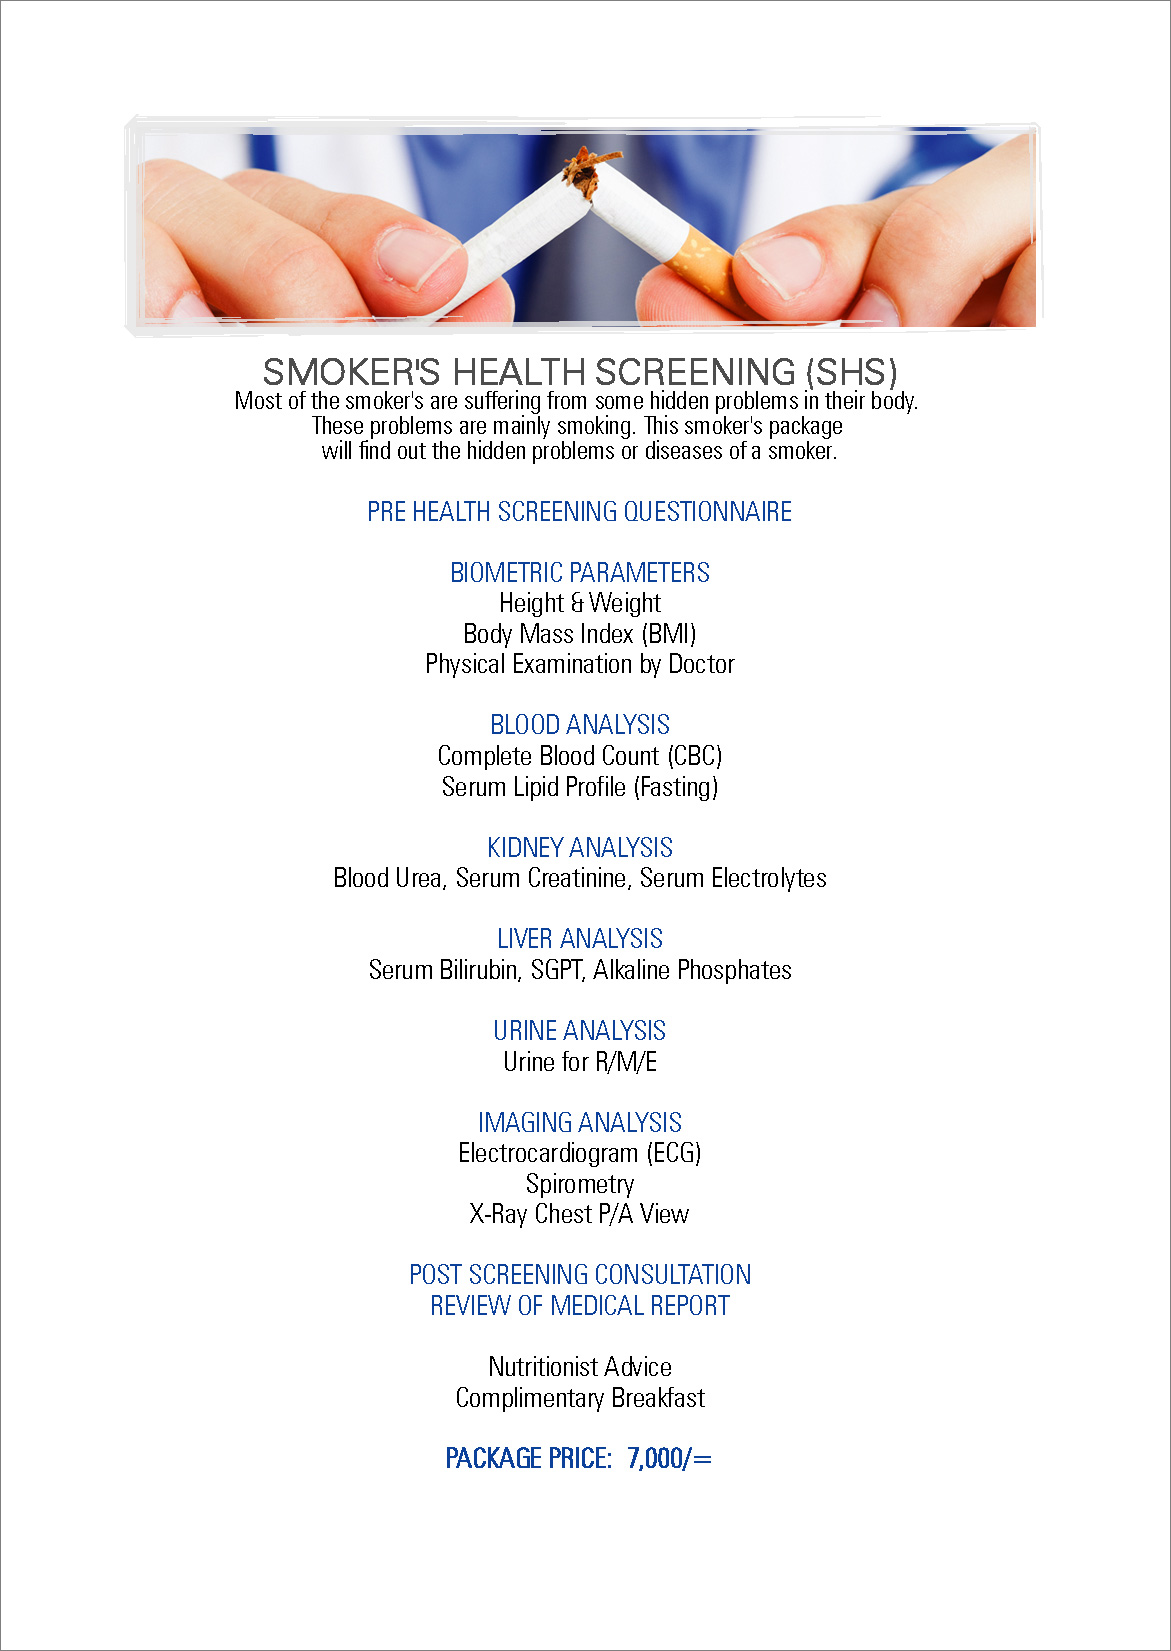 SMOKER'S HEALTH SCREENING (SHS)
Most of the smoker's are suffering from some hidden problems in their body.
These problems are mainly smoking. This smoker's package
will find out the hidden problems or diseases of a smoker.
PRE HEALTH SCREENING QUESTIONNAIRE
BIOMETRIC PARAMETERS
Height & Weight
Body Mass Index (BMI)
Physical Examination by Doctor
BLOOD ANALYSIS
Complete Blood Count (CBC)
Serum Lipid Profile (Fasting)
KIDNEY ANALYSIS
Blood Urea, Serum Creatinine, Serum Electrolytes
LIVER ANALYSIS
Serum Bilirubin, SGPT, Alkaline Phosphates
URINE ANALYSIS
Urine for R/M/E
IMAGING ANALYSIS
Electrocardiogram (ECG)
Spirometry
X-Ray Chest P/A View
POST SCREENING CONSULTATION
REVIEW OF MEDICAL REPORT
Nutritionist Advice
Complimentary Breakfast
PACKAGE PRICE: 7,000/=